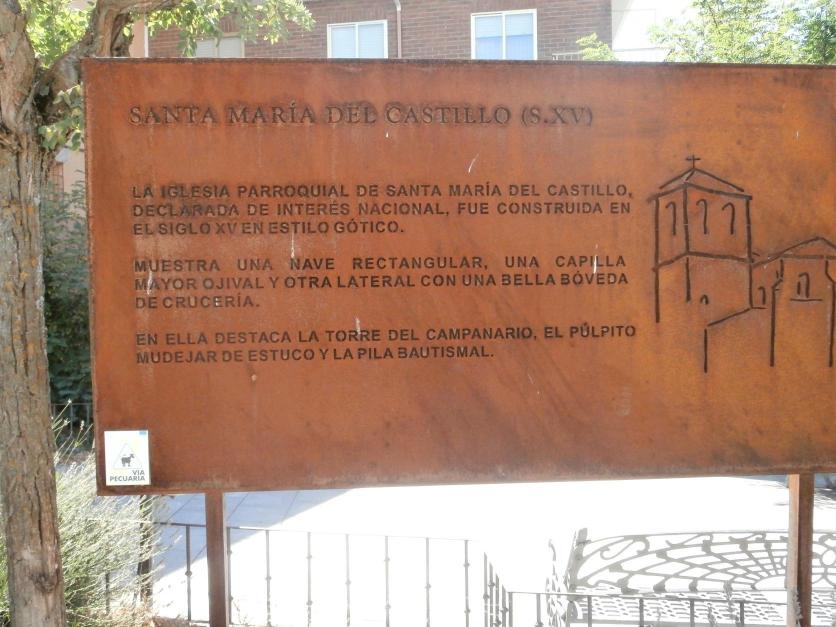 SANTA MARÍA DEL CASTILLO (S.XV)
LA IGLESIA PARROQUIAL DE SANTA MARÍA DEL CASTILLO,
DECLARADA DE INTERÉS NACIONAL, FUE CONSTRUIDA EN
EL SIGLO XV EN ESTILO GÓTICO.
MUESTRA UNA NAVE RECTANGULAR, UNA CAPILLA
MAYOR OJIVAL Y OTRA LATERAL CON UNA BELLA BÓVEDA
DE CRUCERÍA.
EN ELLA DESTACA LA TORRE DEL CAMPANARIO, EL PÚLPITO
MUDEJAR DE ESTUCO Y LA PILA BAUTISMAL.
VIA
PECUARIA